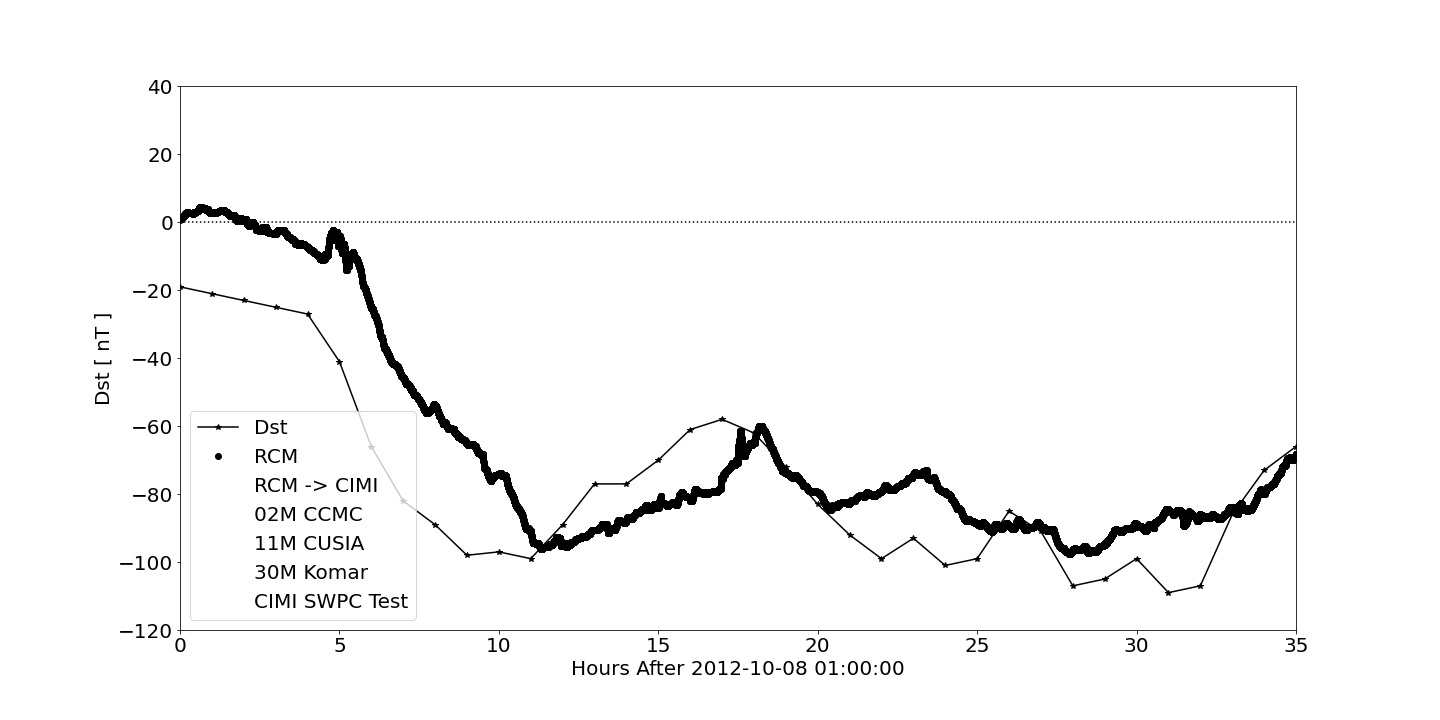 40
20
0
−20
−40
−60
−80
−100
−120
Dst [ nT ]
Dst
RCM
RCM -> CIMI
02M CCMC
11M CUSIA
30M Komar
CIMI SWPC Test
0 5 10 15 20 25 30 35
Hours After 2012-10-08 01:00:00